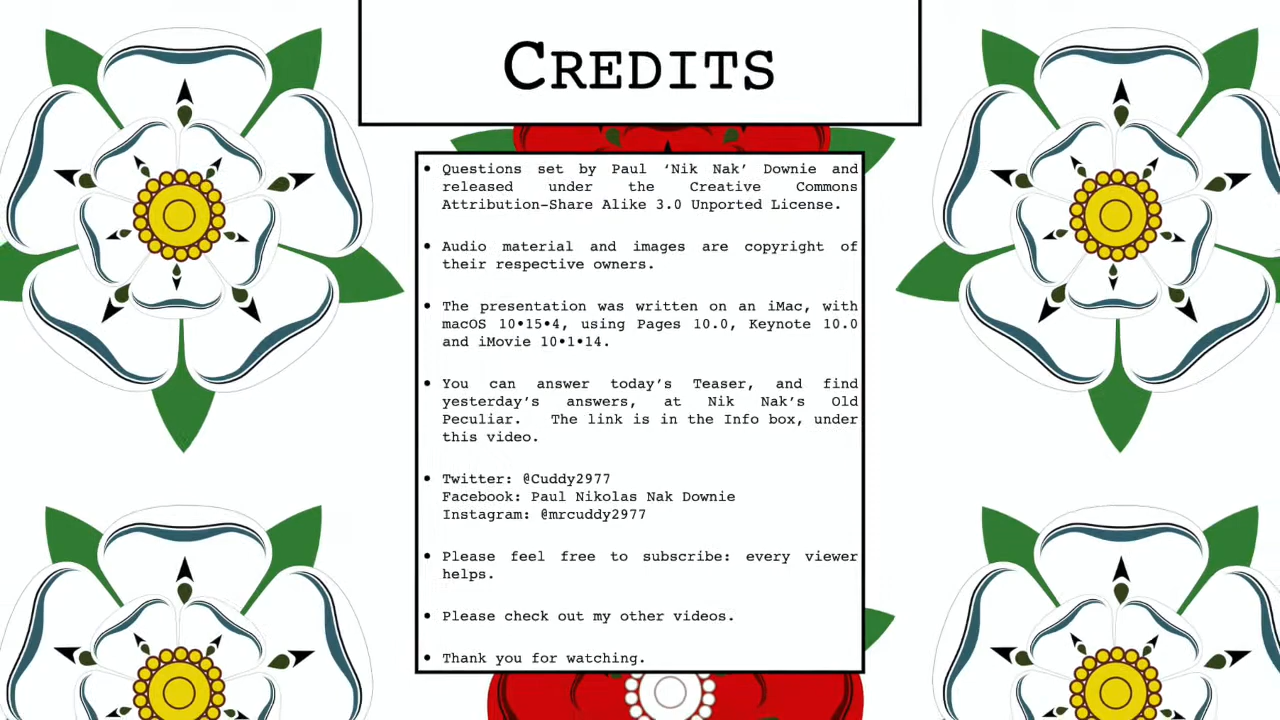 CREDITS
• Questions set by Paul ‘Nik Nak’ Downie and
released under the Creative Commons
Attribution-Share Alike 3.0 Unported License.
• Audio material and images are copyright of
their respective owners.
• The presentation was written on an iMac, with
macOS 10•15•4, using Pages 10.0, Keynote 10.0
and iMovie 10•1•14.
• You can answer today’s Teaser, and find
yesterday’s answers, at Nik Nak’s Old
Peculiar. The link is in the Info box, under
this video.
• Twitter: @Cuddy2977
Facebook: Paul Nikolas Nak Downie
Instagram: @mrcuddy2977
• Please feel free to subscribe: every viewer
helps.
• Please check out my other videos.
• Thank you for watching.